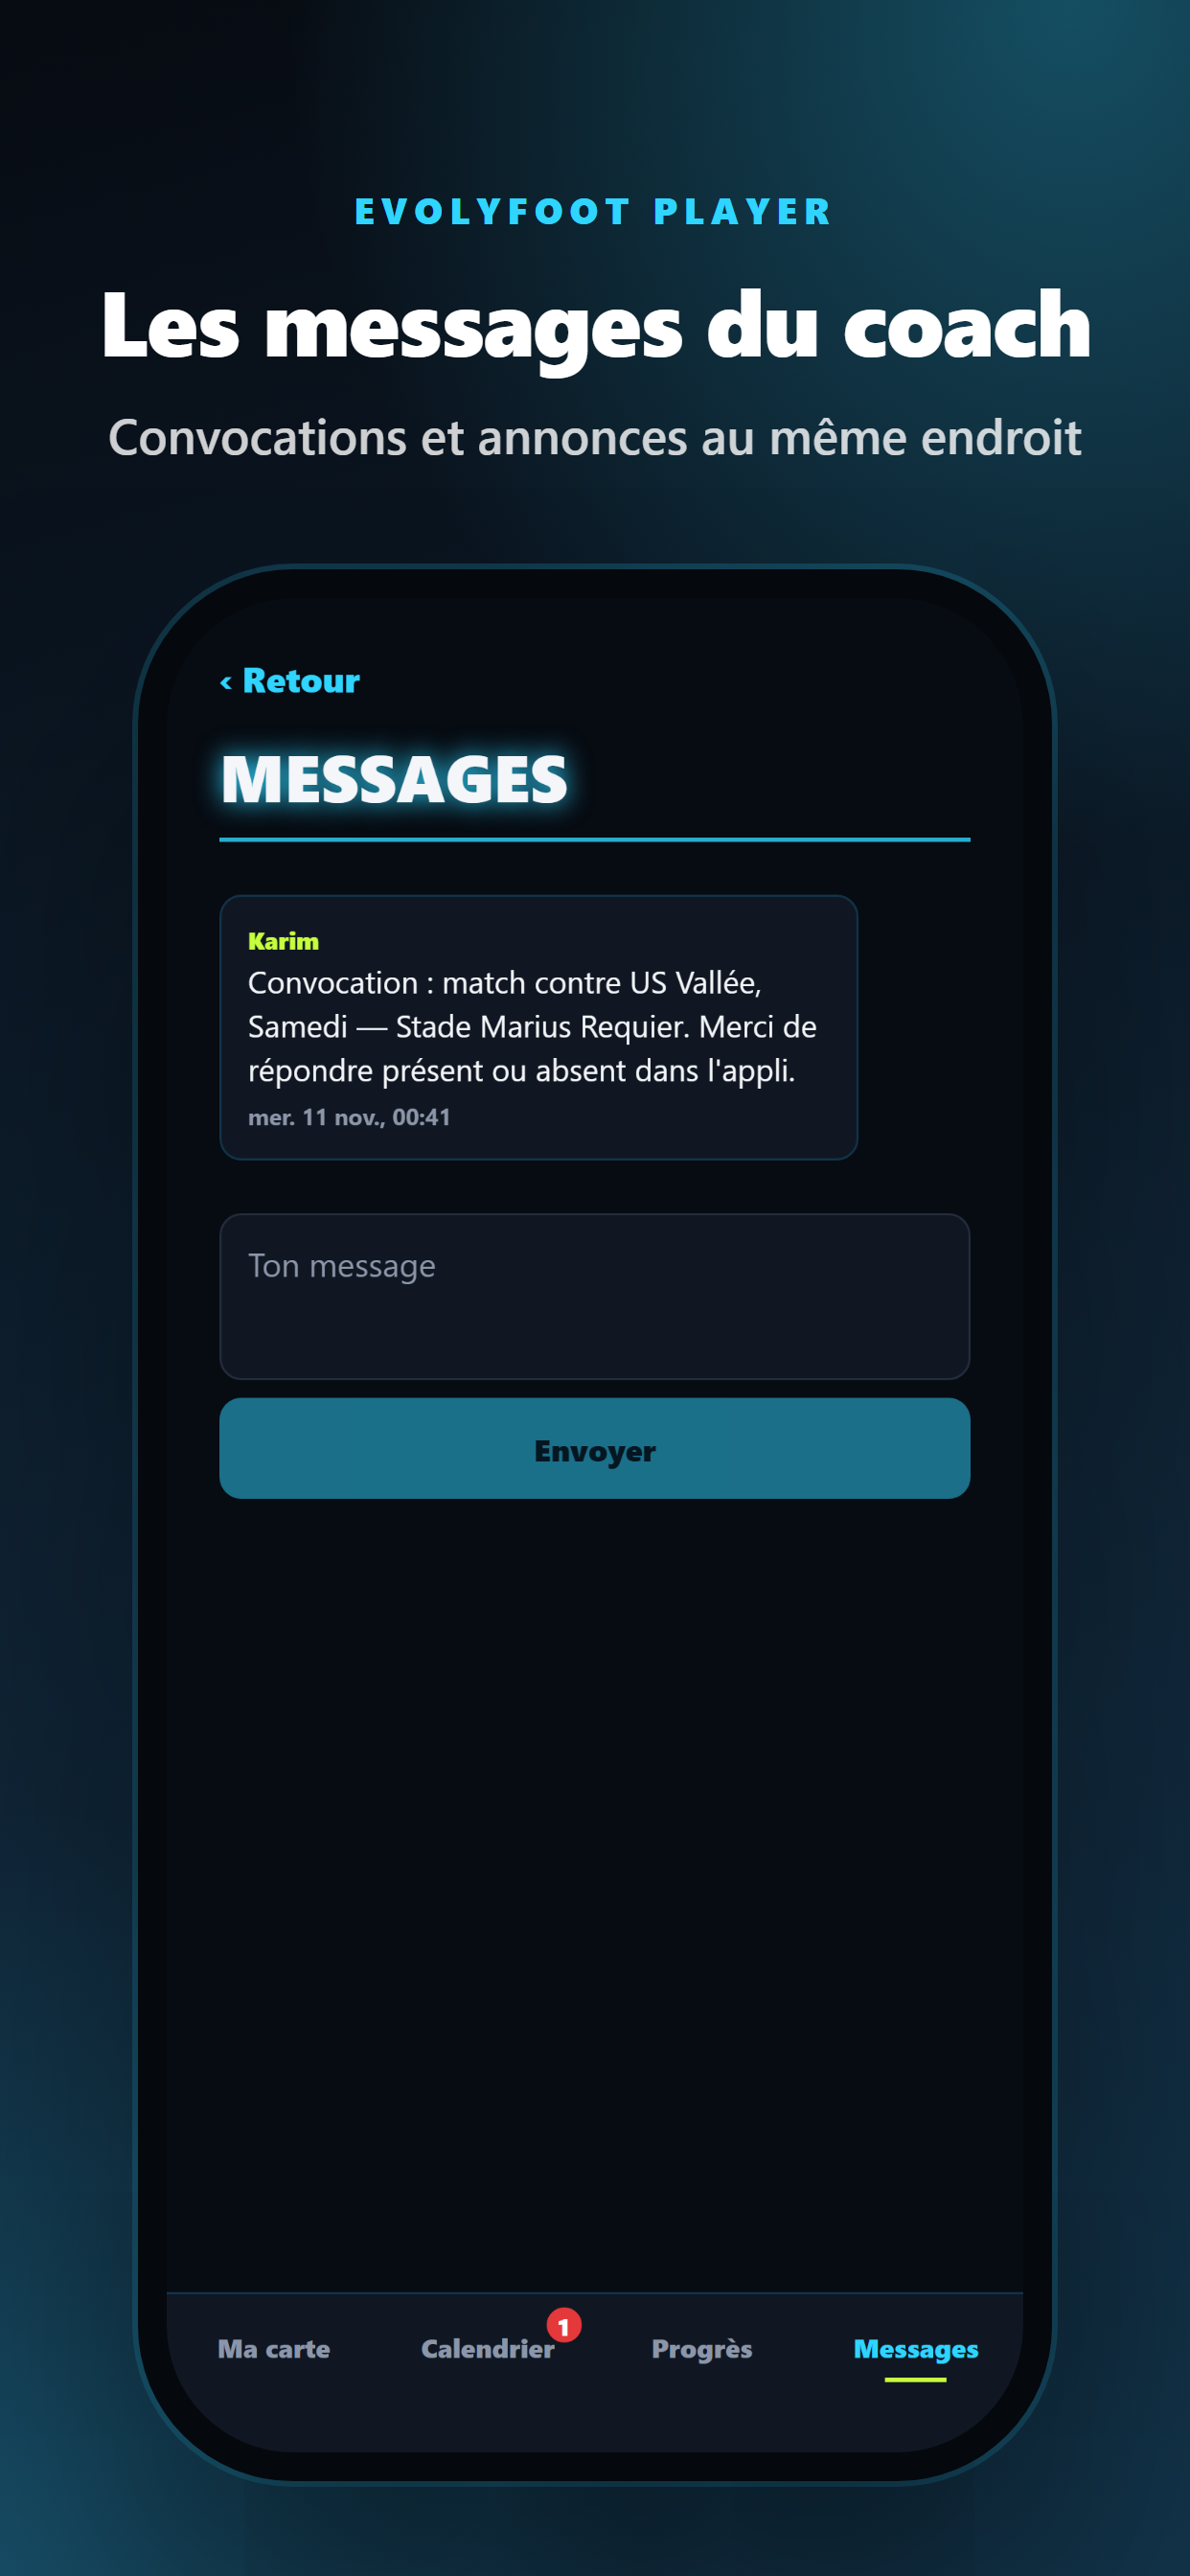 EVOLYFOOT PLAYER
Les messages du coach
Convocations et annonces au même endroit
‹ Retour
MESSAGES
Karim
Convocation : match contre US Vallée,
Samedi — Stade Marius Requier. Merci de
répondre présent ou absent dans l'appli.
mer. 11 nov., 00:41
Ton message
Envoyer
Ma carte
Calendrier
1
Progrès
Messages